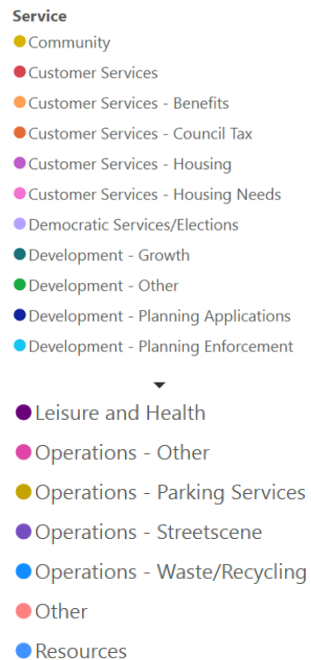 Service
Community
Customer Services
Customer Services - Benefits
Customer Services - Council Tax
Customer Services - Housing
Customer Services - Housing Needs
Democratic Services/Elections
Development - Growth
Development - Other
Development - Planning Applications
Development - Planning Enforcement
Leisure and Health
Operations - Other
Operations - Parking Services
Operations - Streetscene
Operations - Waste/Recycling
Other
Resources